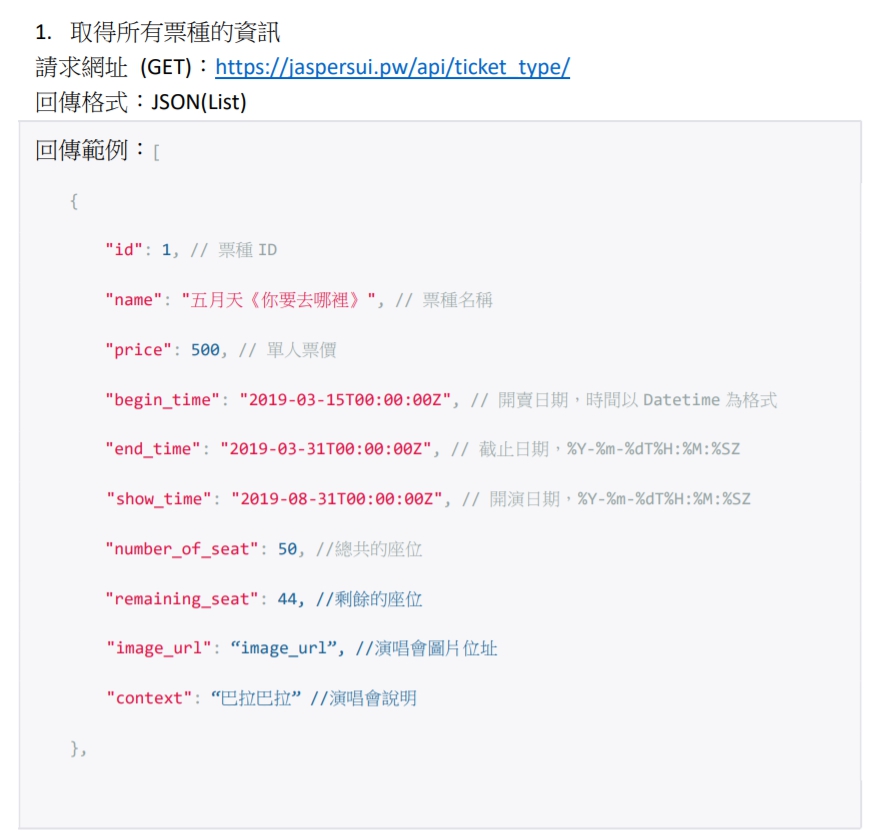 1. 取得所有票種的資訊
請求網址 (GET)：https://jaspersui.pw/api/ticket_type/
回傳格式：JSON(List)
回傳範例：[
{
"id": 1, // 票種 ID
"name": "五月天《你要去哪裡》", // 票種名稱
"price": 500, // 單人票價
"begin_time": "2019-03-15T00:00:00Z", // 開賣日期，時間以 Datetime 為格式
"end_time": "2019-03-31T00:00:00Z", // 截止日期，%Y-%m-%dT%H:%M:%SZ
"show_time": "2019-08-31T00:00:00Z", // 開演日期，%Y-%m-%dT%H:%M:%SZ
"number_of_seat": 50, //總共的座位
"remaining_seat": 44, //剩餘的座位
"image_url": “image_url”, //演唱會圖片位址
"context": “巴拉巴拉” //演唱會說明
},